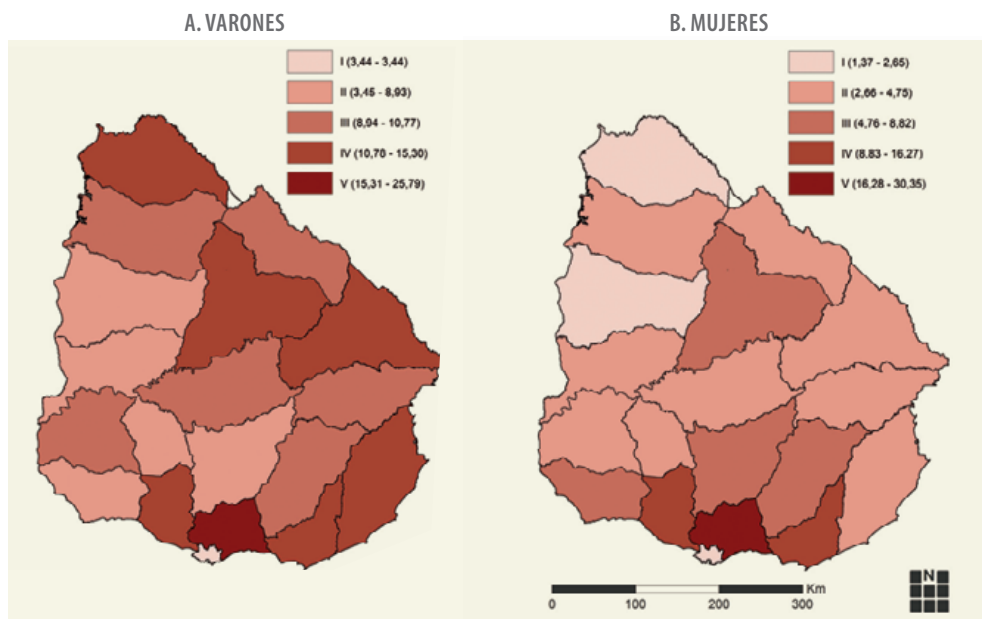 A. VARONES
I (3,44 - 3,44)
II (3,45 - 8,93)
III (8,94 - 10,77)
IV (10,78 - 15,30)
V (15,31 - 25,79)
B. MUJERES
I (1,37 - 2,65)
II (2,66 - 4,75)
III (4,76 - 8,82)
IV (8.83 - 16.27)
V (16,28 - 30,35)
Km
0 100 200 300
N